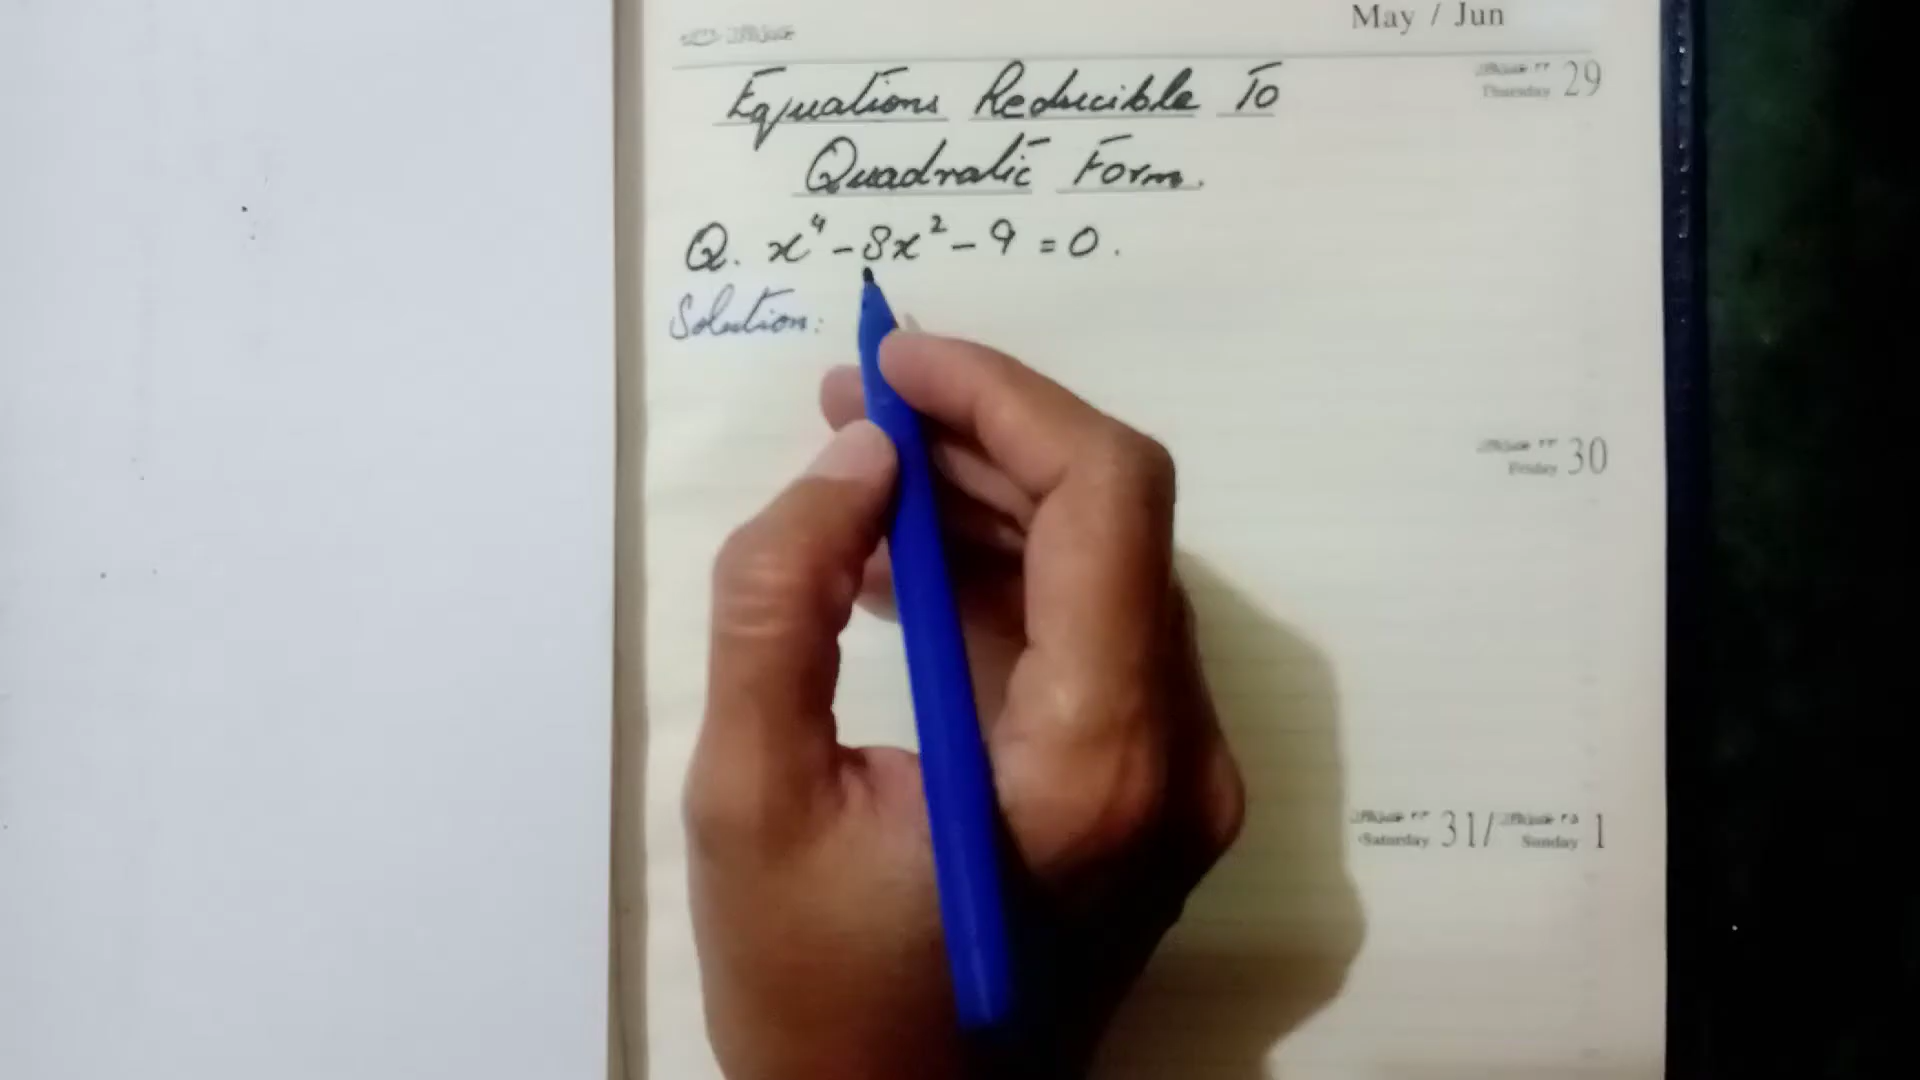 May / Jun
Thursday 29
Equations Reducible To
Quadratic Form.
Q. x⁴ - 8x² - 9 = 0.
Solution:
Friday 30
Saturday 31/ Sunday 1